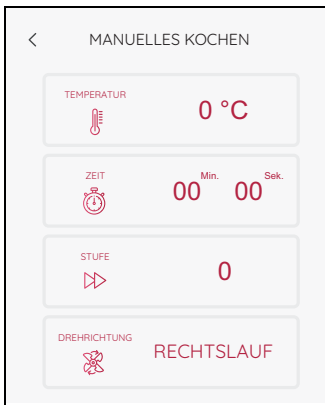 MANUELLES KOCHEN
TEMPERATUR
0 °C
ZEIT
00 Min. 00 Sek.
STUFE
0
DREHRICHTUNG
RECHTSLAUF